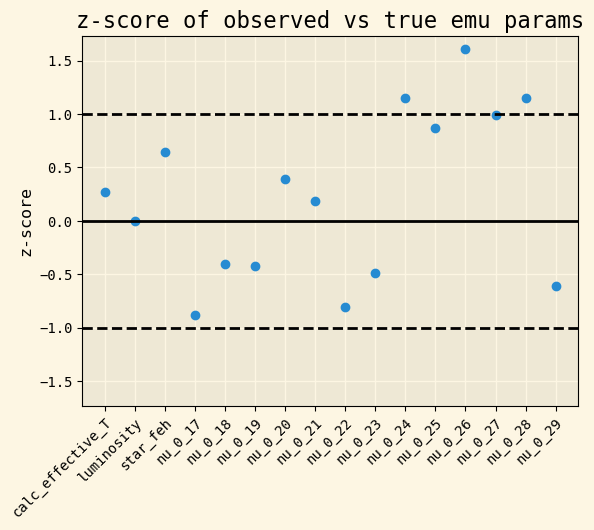 z-score of observed vs true emu params
z-score
1.5
1.0
0.5
0.0
−0.5
−1.0
−1.5
calc_effective_T
luminosity
star_feh
nu_0_17
nu_0_18
nu_0_19
nu_0_20
nu_0_21
nu_0_22
nu_0_23
nu_0_24
nu_0_25
nu_0_26
nu_0_27
nu_0_28
nu_0_29